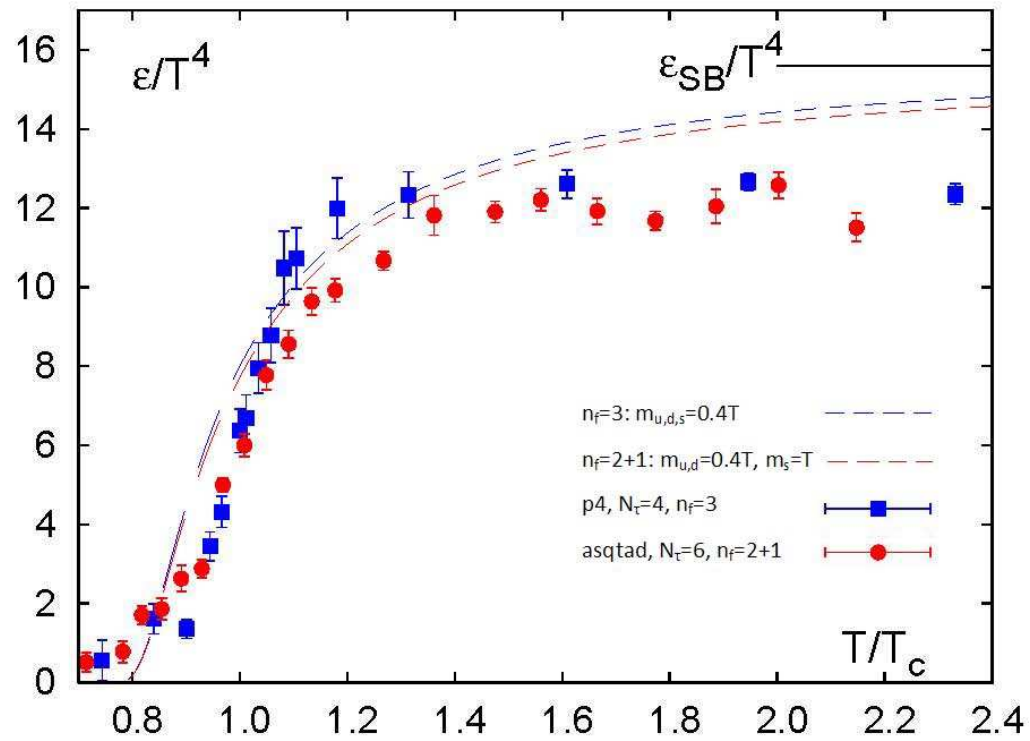 ε/T⁴
ε_SB/T⁴
16
14
12
10
8
6
4
2
0
n_f=3: m_u,d,s=0.4T
n_f=2+1: m_u,d=0.4T, m_s=T
p4, N_τ=4, n_f=3
asqtad, N_τ=6, n_f=2+1
T/T_c
0.8 1.0 1.2 1.4 1.6 1.8 2.0 2.2 2.4